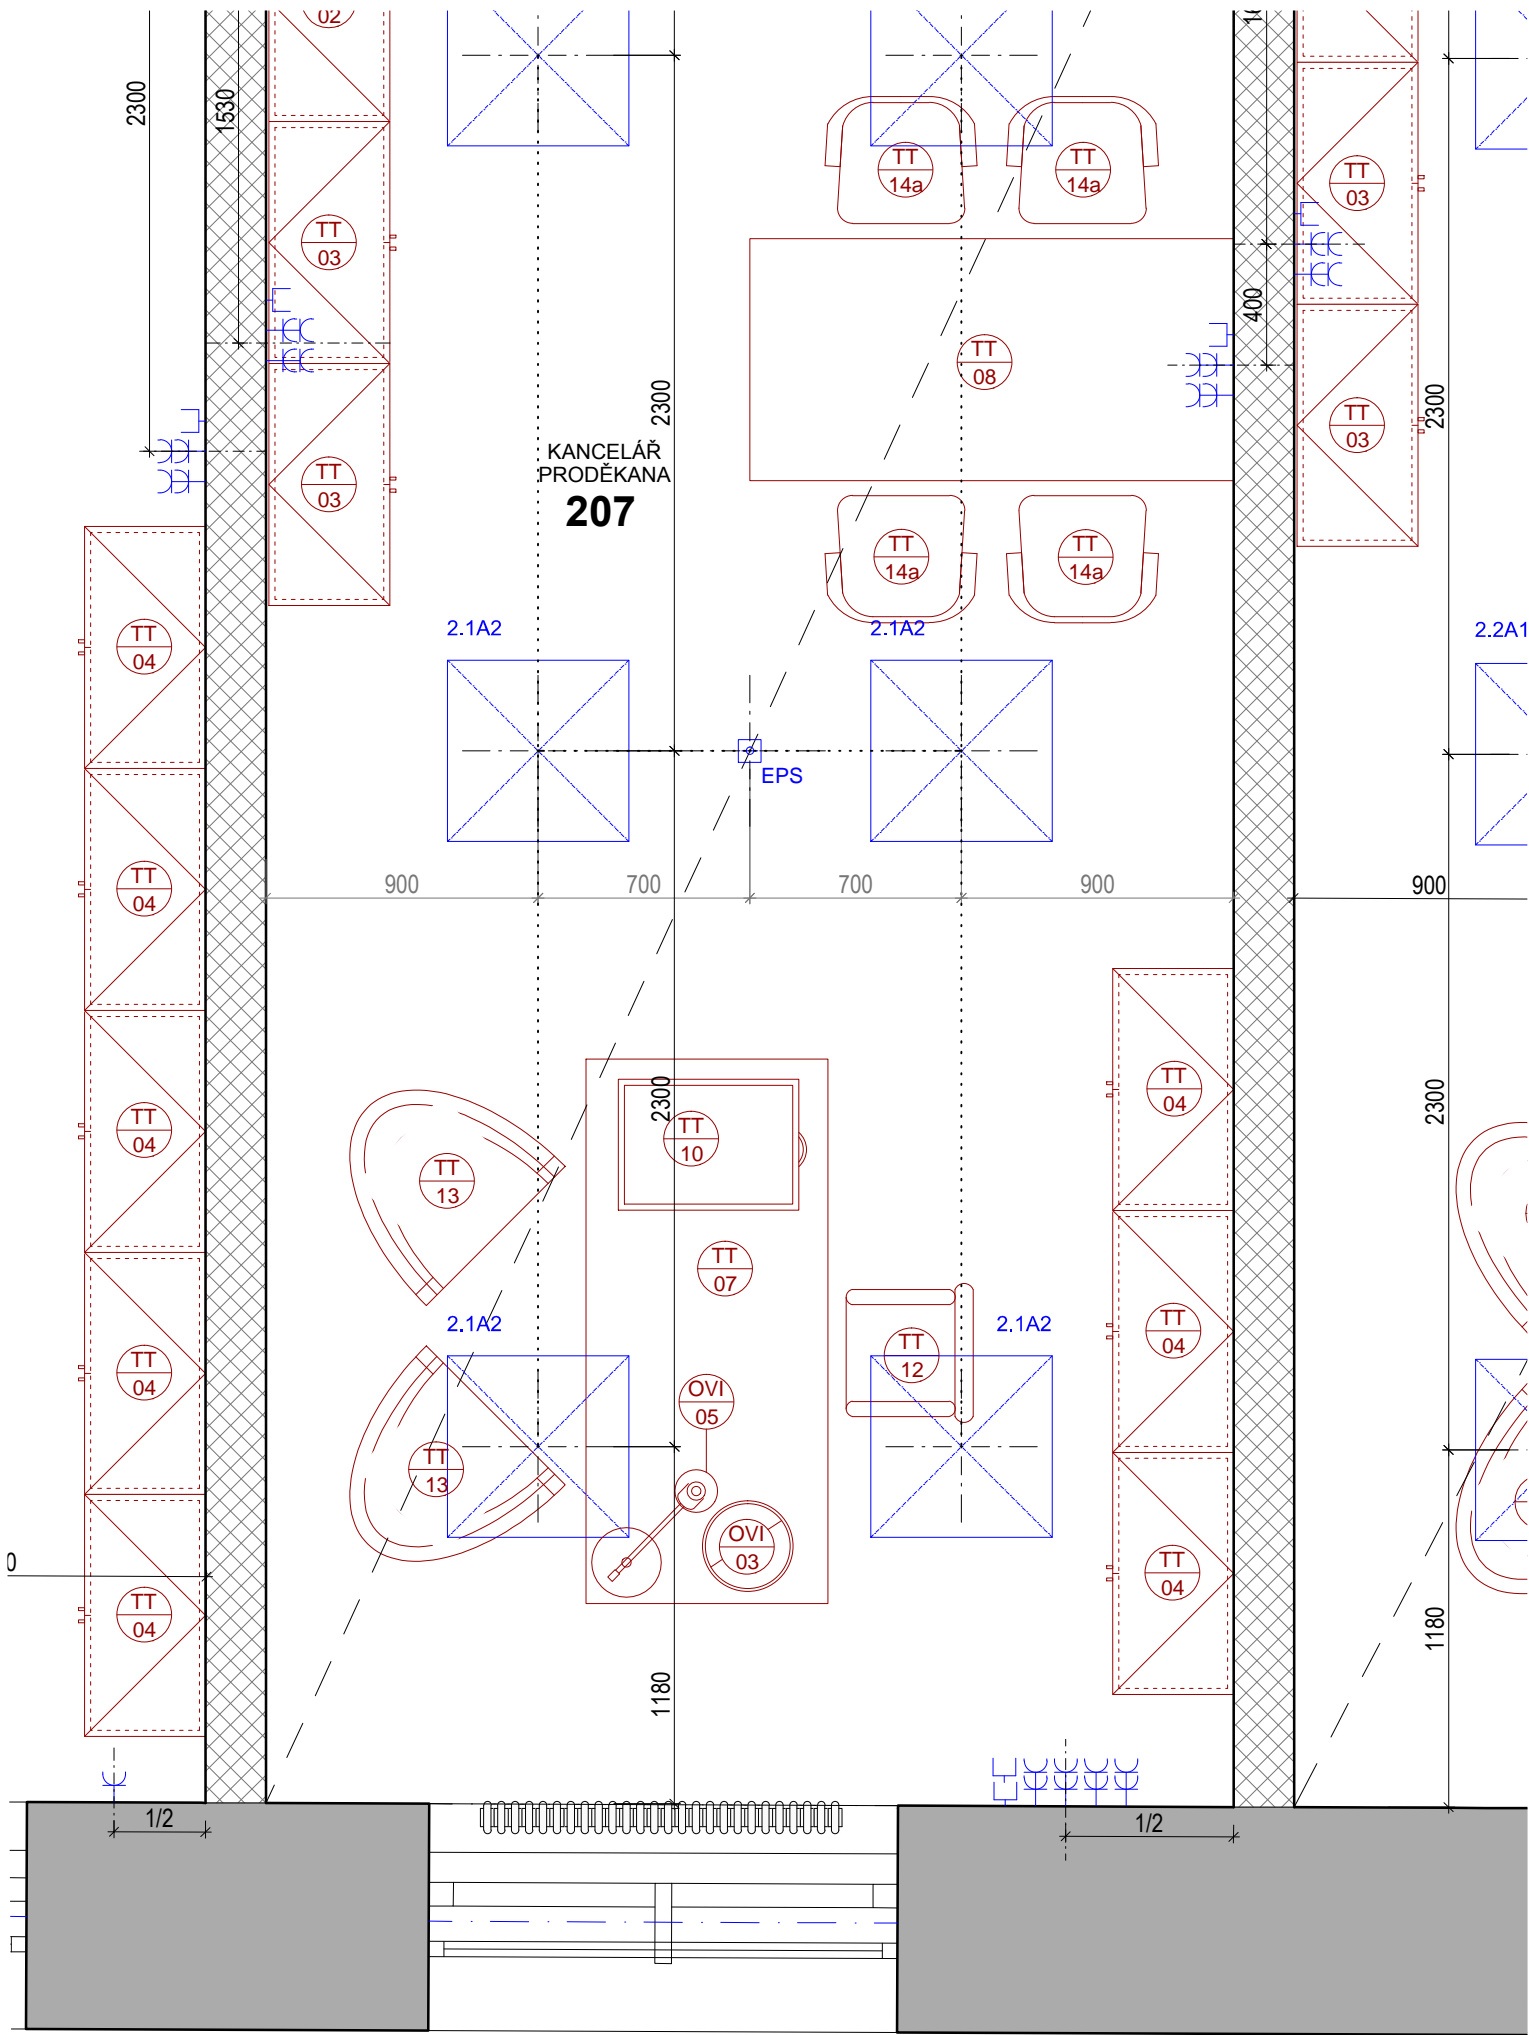 02
2300
1530
TT
14a
TT
14a
TT
03
TT
03
400
TT
08
2300
2300
TT
03
TT
03
KANCELÁŘ
PRODĚKANA
207
TT
14a
TT
14a
2.1A2
2.1A2
2.2A1
TT
04
EPS
900
700
700
900
900
TT
04
TT
04
2300
TT
10
2300
TT
04
TT
13
TT
07
2.1A2
2.1A2
TT
04
TT
12
TT
04
OVI
05
TT
13
OVI
03
TT
04
0
TT
04
1180
1180
1/2
1/2